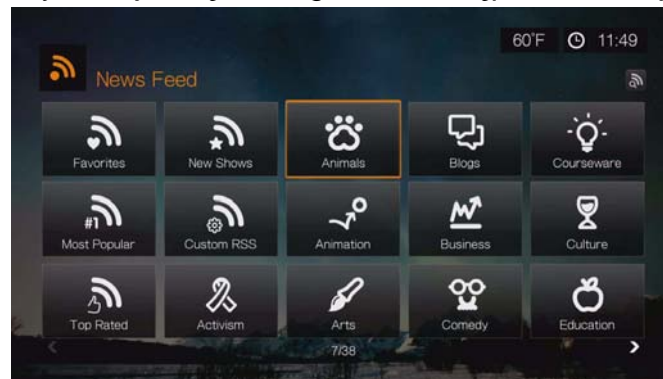 60°F 11:49
News Feed
Favorites New Shows Animals Blogs Courseware
#1
Most Popular Custom RSS Animation Business Culture
Top Rated Activism Arts Comedy Education
7/38